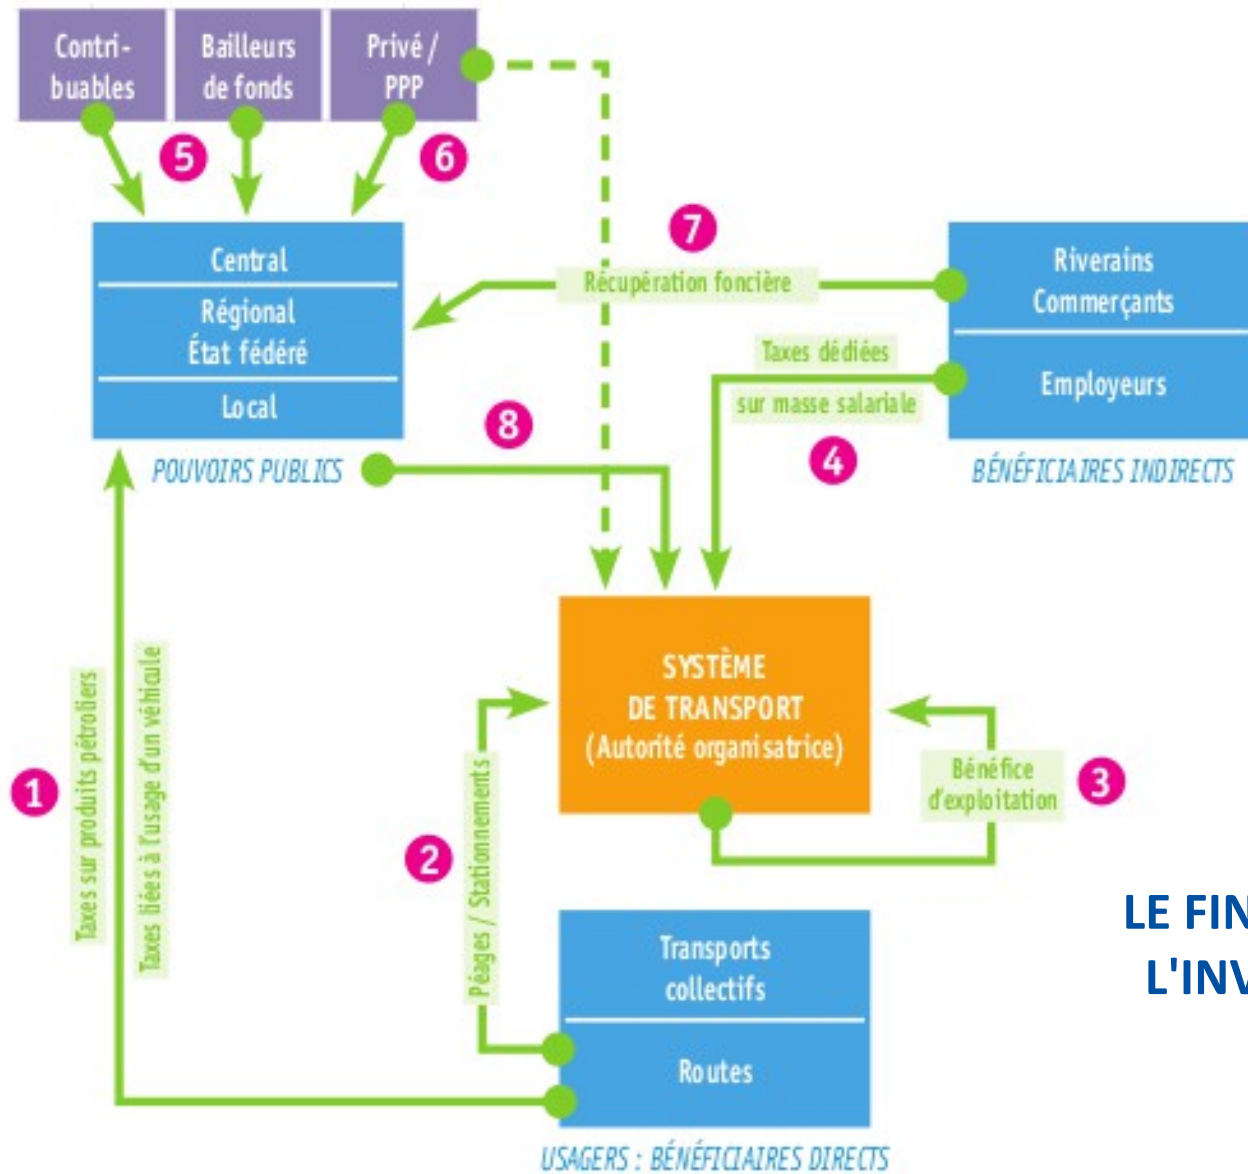 Contri-
buables
Bailleurs
de fonds
Privé /
PPP
5
6
Central
Régional
État fédéré
Local
POUVOIRS PUBLICS
7
Récupération foncière
Riverains
Commerçants
Employeurs
BÉNÉFICIAIRES INDIRECTS
Taxes dédiées
sur masse salariale
4
8
SYSTÈME
DE TRANSPORT
(Autorité organisatrice)
1
Taxes sur produits pétroliers
Taxes liées à l'usage d'un véhicule
2
Péages / Stationnements
Bénéfice
d'exploitation
3
LE FIN
L'INV
Transports
collectifs
Routes
USAGERS : BÉNÉFICIAIRES DIRECTS